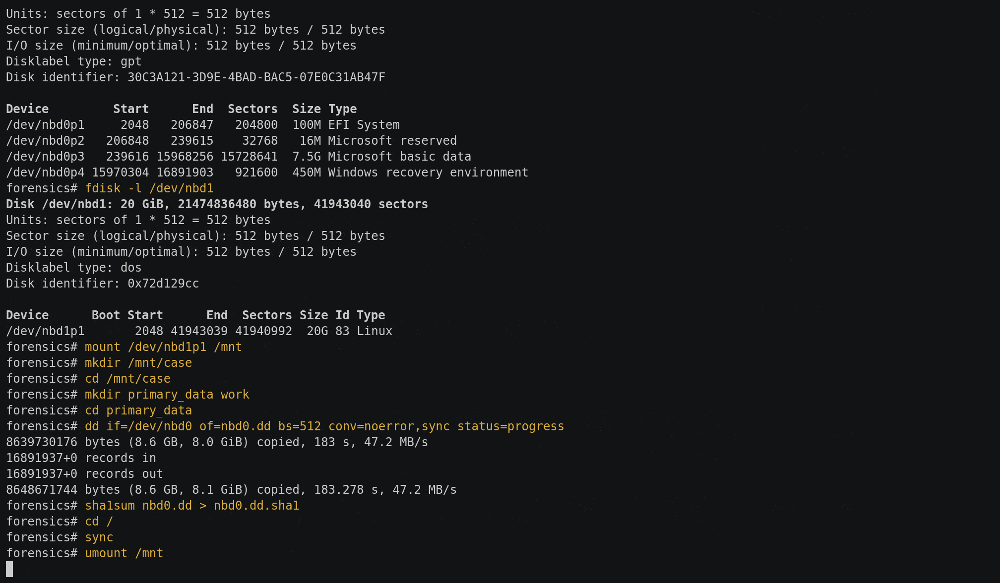 Units: sectors of 1 * 512 = 512 bytes
Sector size (logical/physical): 512 bytes / 512 bytes
I/O size (minimum/optimal): 512 bytes / 512 bytes
Disklabel type: gpt
Disk identifier: 30C3A121-3D9E-4BAD-BAC5-07E0C31AB47F

Device         Start      End  Sectors  Size Type
/dev/nbd0p1     2048   206847   204800  100M EFI System
/dev/nbd0p2   206848   239615    32768   16M Microsoft reserved
/dev/nbd0p3   239616 15968256 15728641  7.5G Microsoft basic data
/dev/nbd0p4 15970304 16891903   921600  450M Windows recovery environment
forensics# fdisk -l /dev/nbd1
Disk /dev/nbd1: 20 GiB, 21474836480 bytes, 41943040 sectors
Units: sectors of 1 * 512 = 512 bytes
Sector size (logical/physical): 512 bytes / 512 bytes
I/O size (minimum/optimal): 512 bytes / 512 bytes
Disklabel type: dos
Disk identifier: 0x72d129cc

Device      Boot Start      End  Sectors Size Id Type
/dev/nbd1p1       2048 41943039 41940992  20G 83 Linux
forensics# mount /dev/nbd1p1 /mnt
forensics# mkdir /mnt/case
forensics# cd /mnt/case
forensics# mkdir primary_data work
forensics# cd primary_data
forensics# dd if=/dev/nbd0 of=nbd0.dd bs=512 conv=noerror,sync status=progress
8639730176 bytes (8.6 GB, 8.0 GiB) copied, 183 s, 47.2 MB/s
16891937+0 records in
16891937+0 records out
8648671744 bytes (8.6 GB, 8.1 GiB) copied, 183.278 s, 47.2 MB/s
forensics# sha1sum nbd0.dd > nbd0.dd.sha1
forensics# cd /
forensics# sync
forensics# umount /mnt